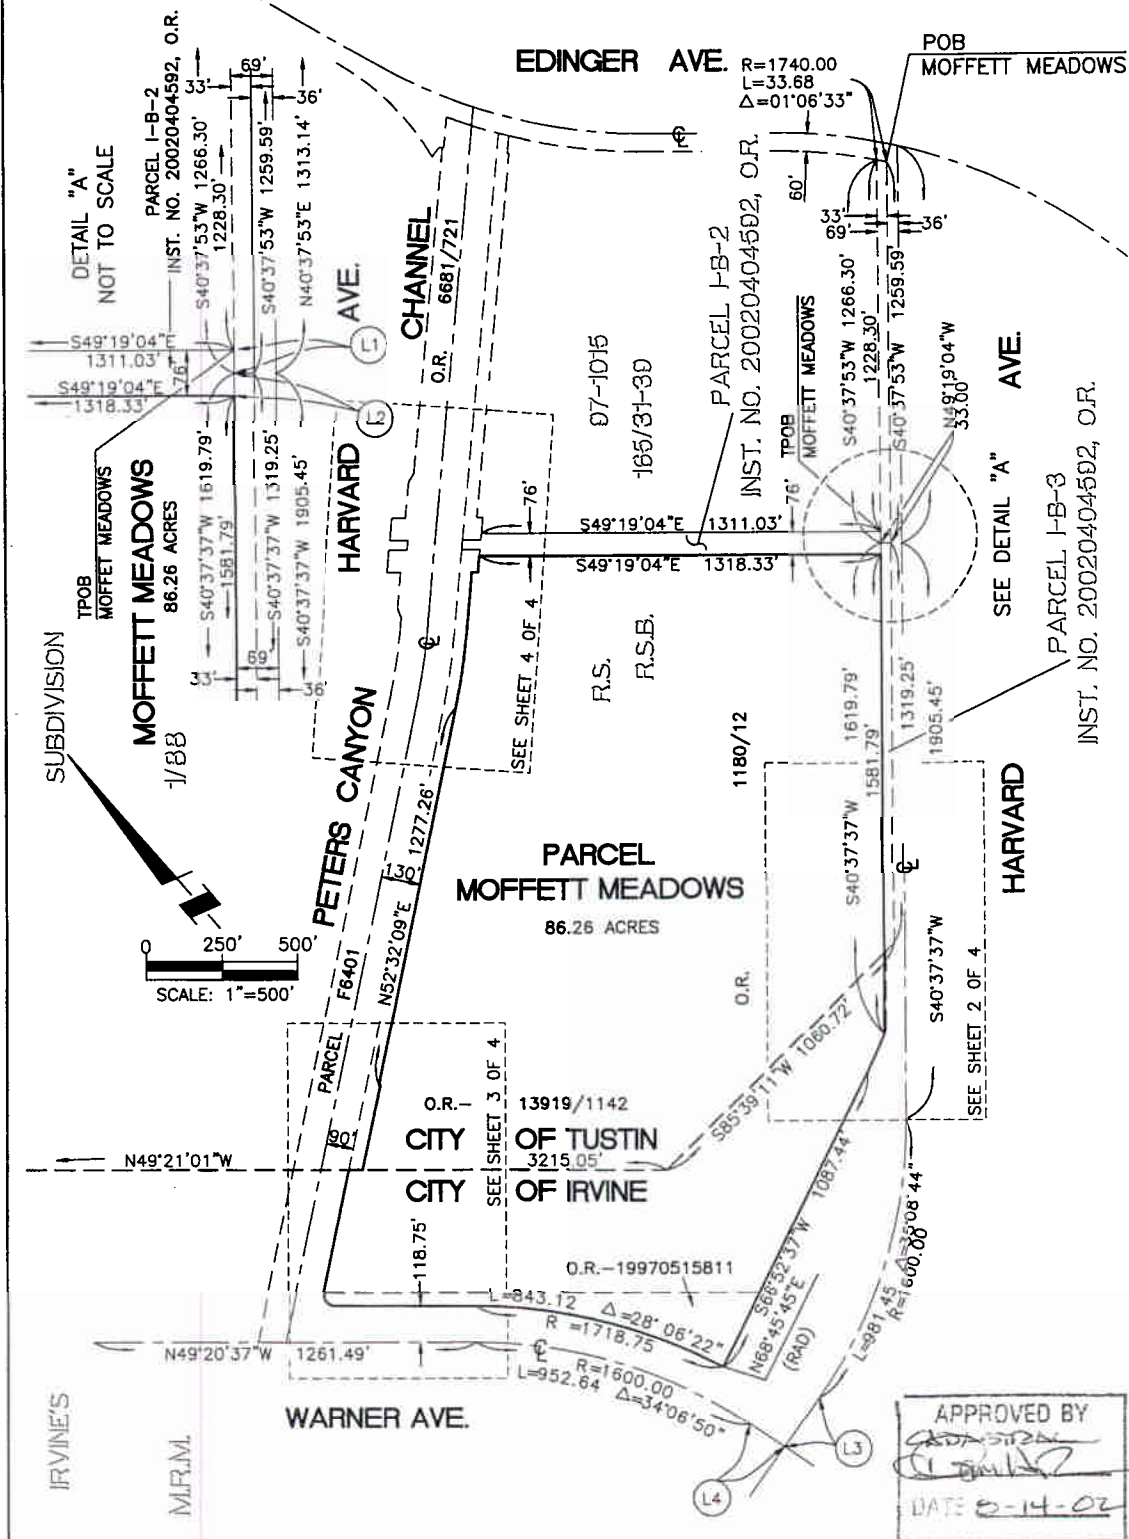 EDINGER AVE.
R=1740.00
L=33.68
Δ=01°06'33"
POB
MOFFETT MEADOWS
DETAIL "A"
NOT TO SCALE
PARCEL I-B-2
INST. NO. 20020404592, O.R.
69'
33'
36'
S40°37'53"W 1266.30'
1228.30'
S40°37'53"W 1259.59'
N40°37'53"E 1313.14'
S49°19'04"E
1311.03'
76'
S49°19'04"E
1318.33'
L1
L2
TPOB
MOFFET MEADOWS
S40°37'37"W 1619.79'
1581.79'
S40°37'37"W 1319.25'
S40°37'37"W 1905.45'
69'
33'
36'
MOFFETT MEADOWS
86.26 ACRES
SUBDIVISION
-1/88
HARVARD AVE.
CHANNEL
O.R. 6681/721
97-1015
165/31-39
PARCEL I-B-2
INST. NO. 20020404592, O.R.
60'
33'
69'
36'
TPOB
MOFFETT MEADOWS
S40°37'53"W 1266.30'
1228.30'
S40°37'53"W 1259.59'
N49°19'04"W
33.00'
AVE.
SEE DETAIL "A"
PARCEL I-B-3
INST. NO. 20020404592, O.R.
76'
S49°19'04"E 1311.03'
S49°19'04"E 1318.33'
76'
SEE SHEET 4 OF 4
R.S.
R.S.B.
1180/12
S40°37'37"W 1619.79'
1581.79'
1319.25'
1905.45'
HARVARD
PETERS CANYON
1277.26'
130'
N52°32'09"E
PARCEL F6401
0 250' 500'
SCALE: 1"=500'
PARCEL
MOFFETT MEADOWS
86.26 ACRES
O.R.
S40°37'37"W
SEE SHEET 2 OF 4
S85°39'11"W 1060.72'
90'
O.R.- 13919/1142
SEE SHEET 3 OF 4
CITY OF TUSTIN
N49°21'01"W
3215.05'
CITY OF IRVINE
118.75'
O.R.-19970515811
S66°52'37"W 1087.44'
N68°45'45"E
(RAD)
L=981.45 Δ=35°08'44"
R=1600.00
L=843.12 Δ=28°06'22"
R =1718.75
N49°20'37"W 1261.49'
R=1600.00
L=952.64 Δ=34°06'50"
WARNER AVE.
L3
L4
IRVINE'S
M.R.M.
APPROVED BY
CADASTRAL
DATE 8-14-02